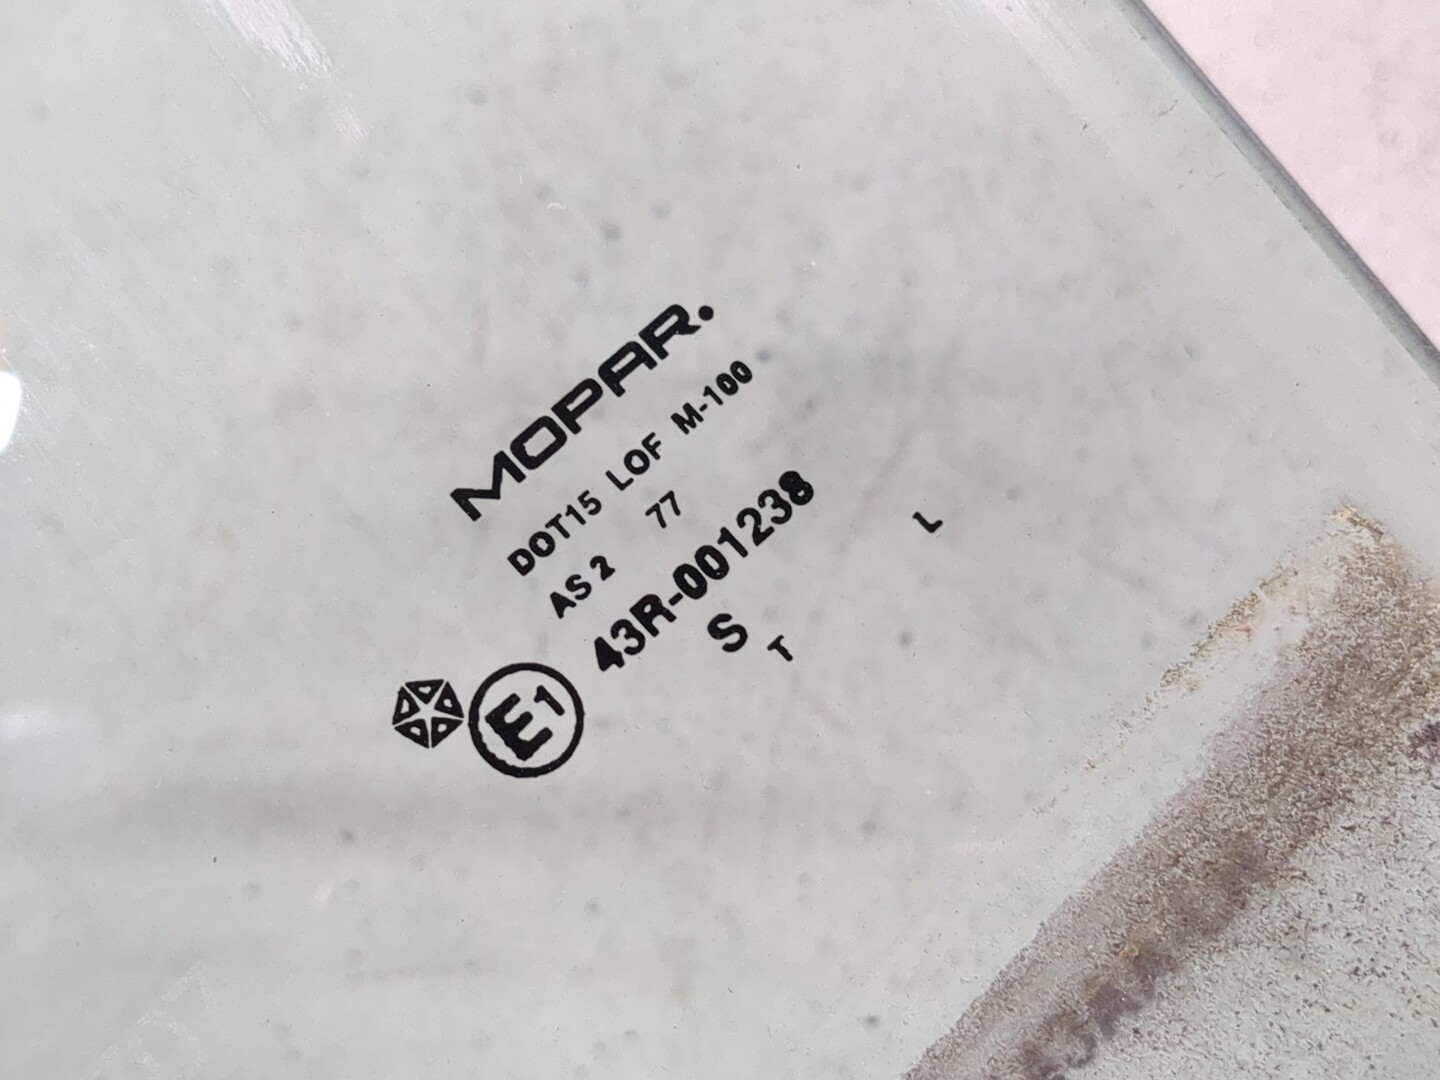 MOPAR.
DOT15 LOF M-100
AS2 77
43R-001238
E1
S
T
L